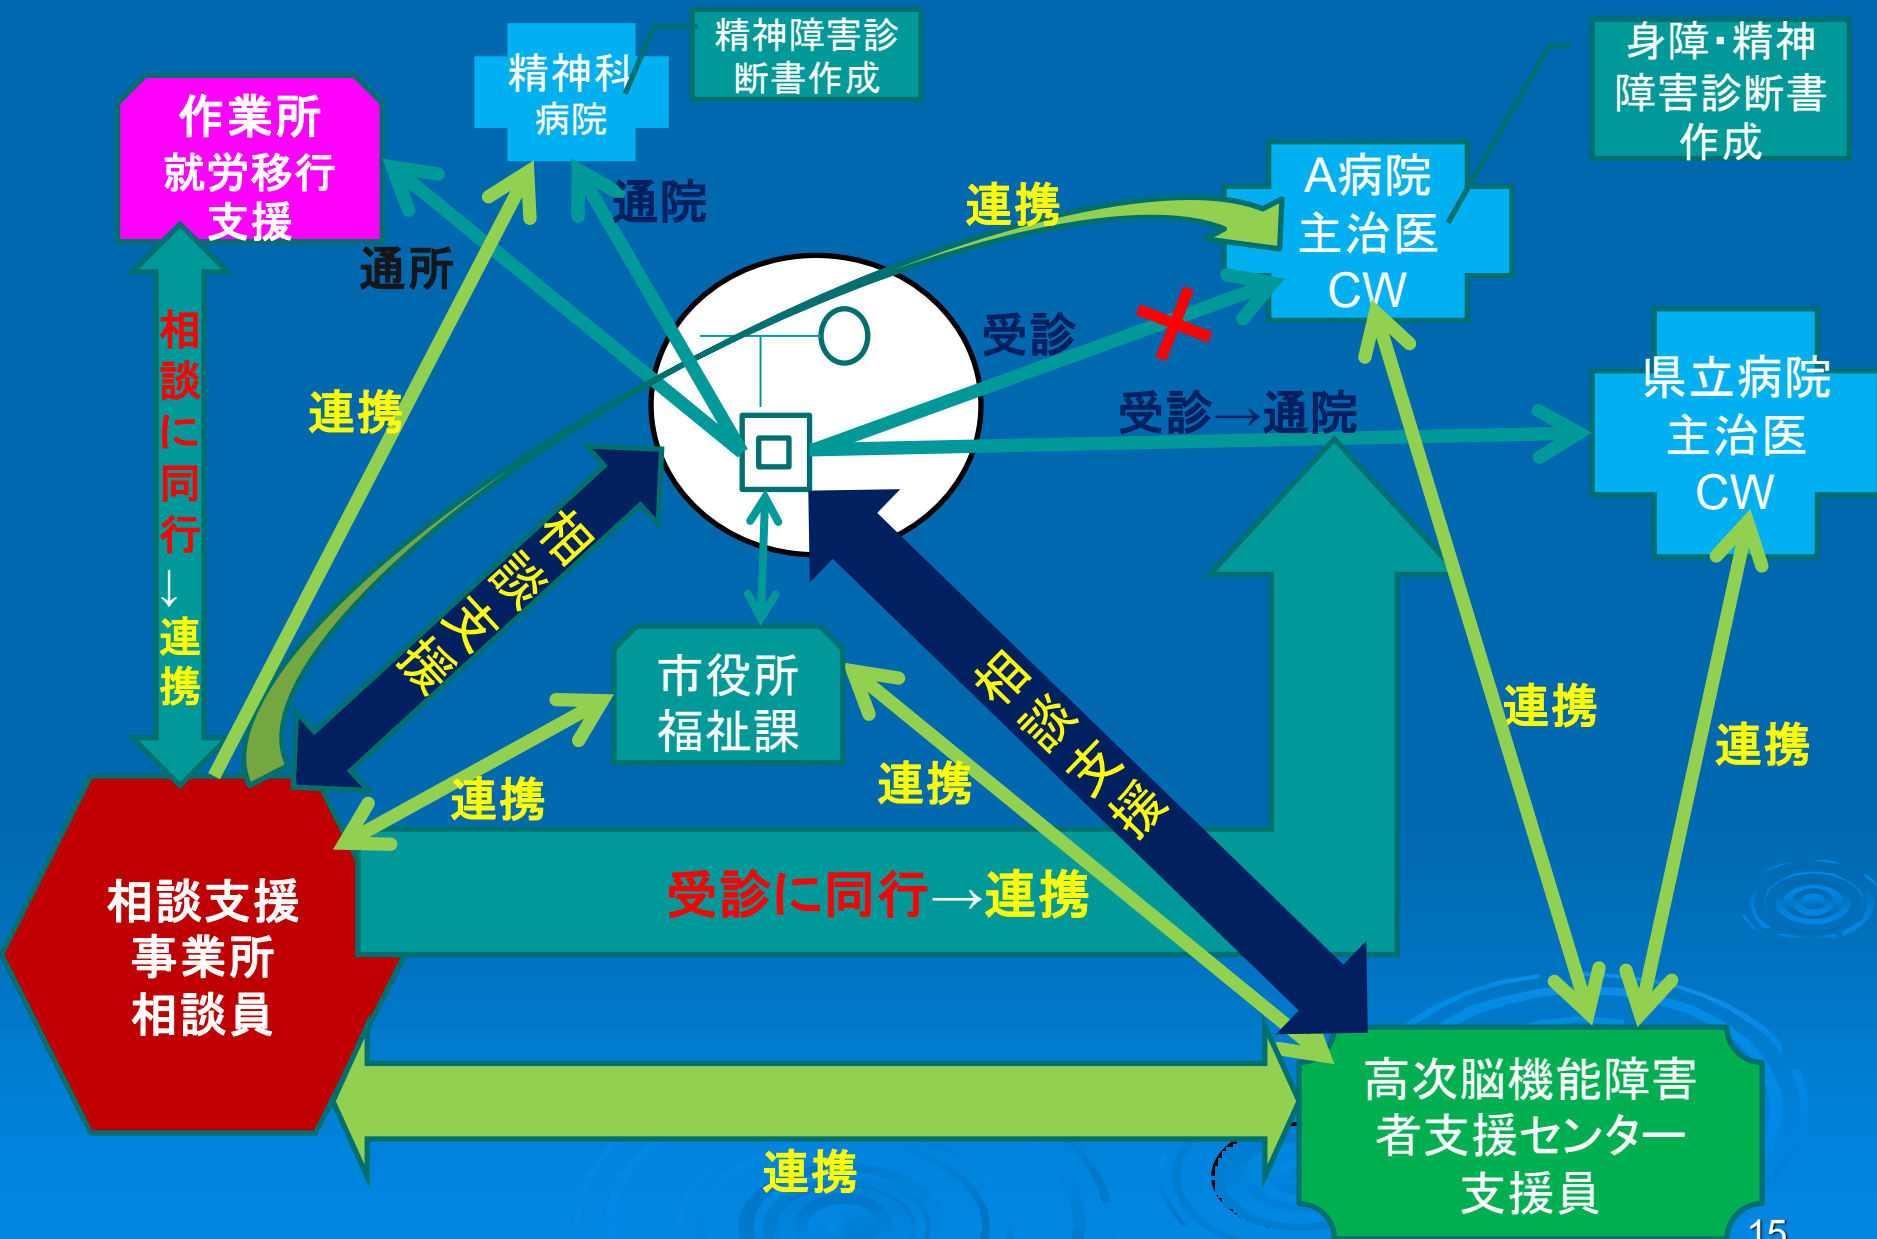 精神科
病院
精神障害診
断書作成
身障・精神
障害診断書
作成
作業所
就労移行
支援
通院
連携
A病院
主治医
CW
通所
受診
受診→通院
県立病院
主治医
CW
相談に同行→連携
連携
相談支援
市役所
福祉課
相談支援
連携
連携
連携
連携
受診に同行→連携
相談支援
事業所
相談員
連携
高次脳機能障害
者支援センター
支援員
15